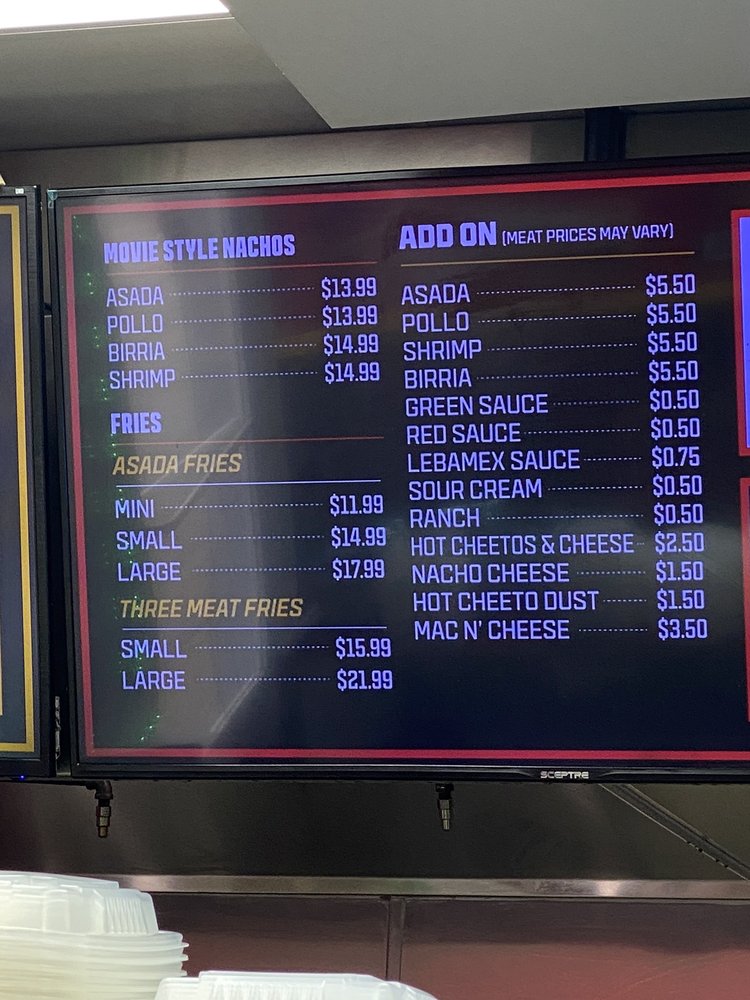 MOVIE STYLE NACHOS
ASADA $13.99
POLLO $13.99
BIRRIA $14.99
SHRIMP $14.99
FRIES
ASADA FRIES
MINI $11.99
SMALL $14.99
LARGE $17.99
THREE MEAT FRIES
SMALL $15.99
LARGE $21.99
ADD ON (MEAT PRICES MAY VARY)
ASADA $5.50
POLLO $5.50
SHRIMP $5.50
BIRRIA $5.50
GREEN SAUCE $0.50
RED SAUCE $0.50
LEBAMEX SAUCE $0.75
SOUR CREAM $0.50
RANCH $0.50
HOT CHEETOS & CHEESE $2.50
NACHO CHEESE $1.50
HOT CHEETO DUST $1.50
MAC N' CHEESE $3.50
SCEPTRE